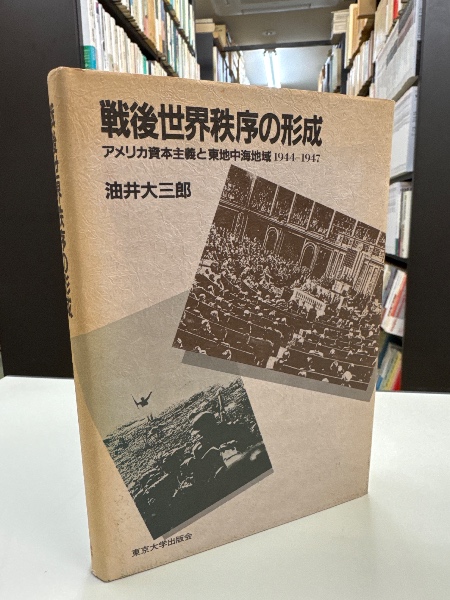 戦後世界秩序の形成
アメリカ資本主義と東地中海地域 1944-1947
油井大三郎
東京大学出版会
戦後世界秩序の形成